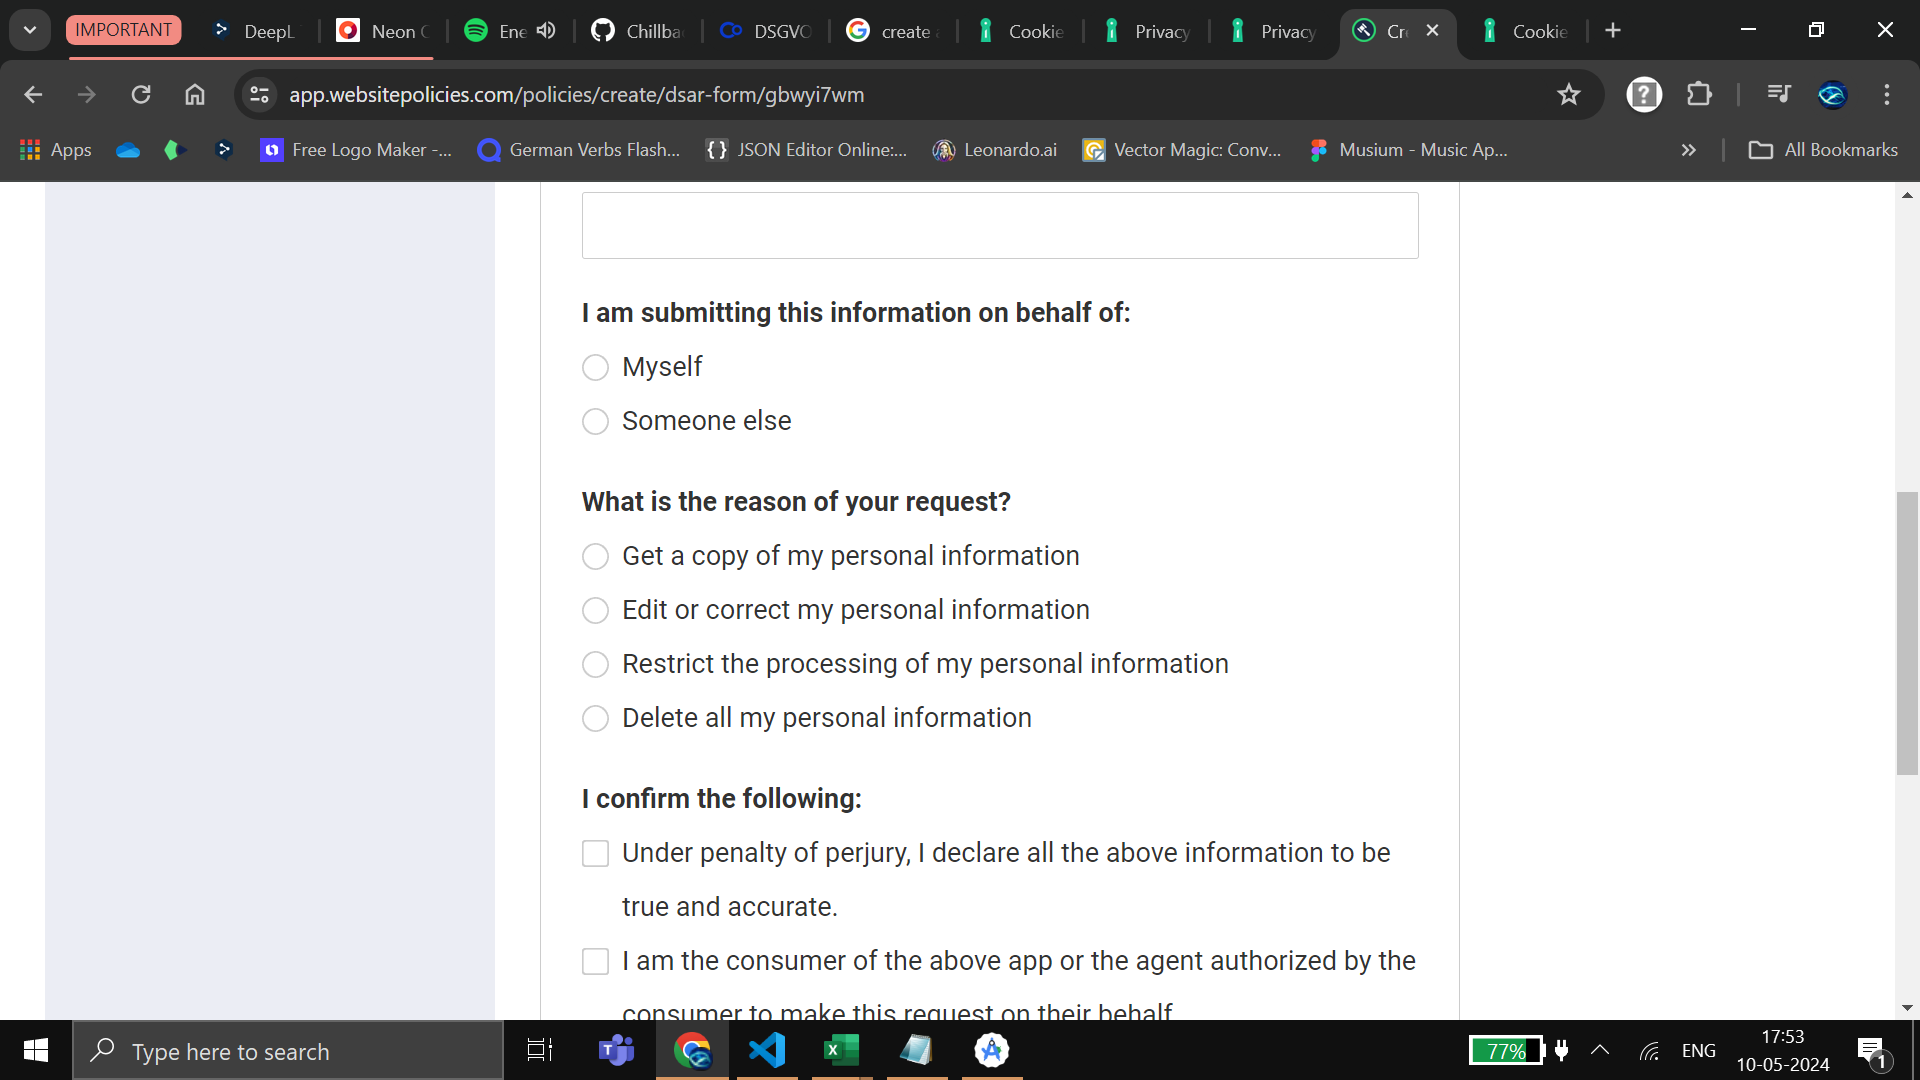 IMPORTANT
DeepL
Neon C
Ene
Chillba
DSGVO
create a
Cookie
Privacy
Privacy
Cr
Cookie
app.websitepolicies.com/policies/create/dsar-form/gbwyi7wm
Apps
Free Logo Maker -...
German Verbs Flash...
JSON Editor Online:...
Leonardo.ai
Vector Magic: Conv...
Musium - Music Ap...
All Bookmarks
I am submitting this information on behalf of:
Myself
Someone else
What is the reason of your request?
Get a copy of my personal information
Edit or correct my personal information
Restrict the processing of my personal information
Delete all my personal information
I confirm the following:
Under penalty of perjury, I declare all the above information to be
true and accurate.
I am the consumer of the above app or the agent authorized by the
consumer to make this request on their behalf
Type here to search
77%
ENG
17:53
10-05-2024
1